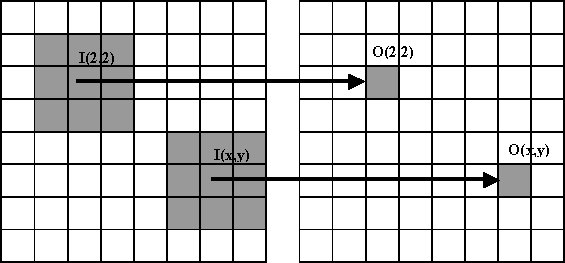 I(2,2)
O(2,2)
I(x,y)
O(x,y)